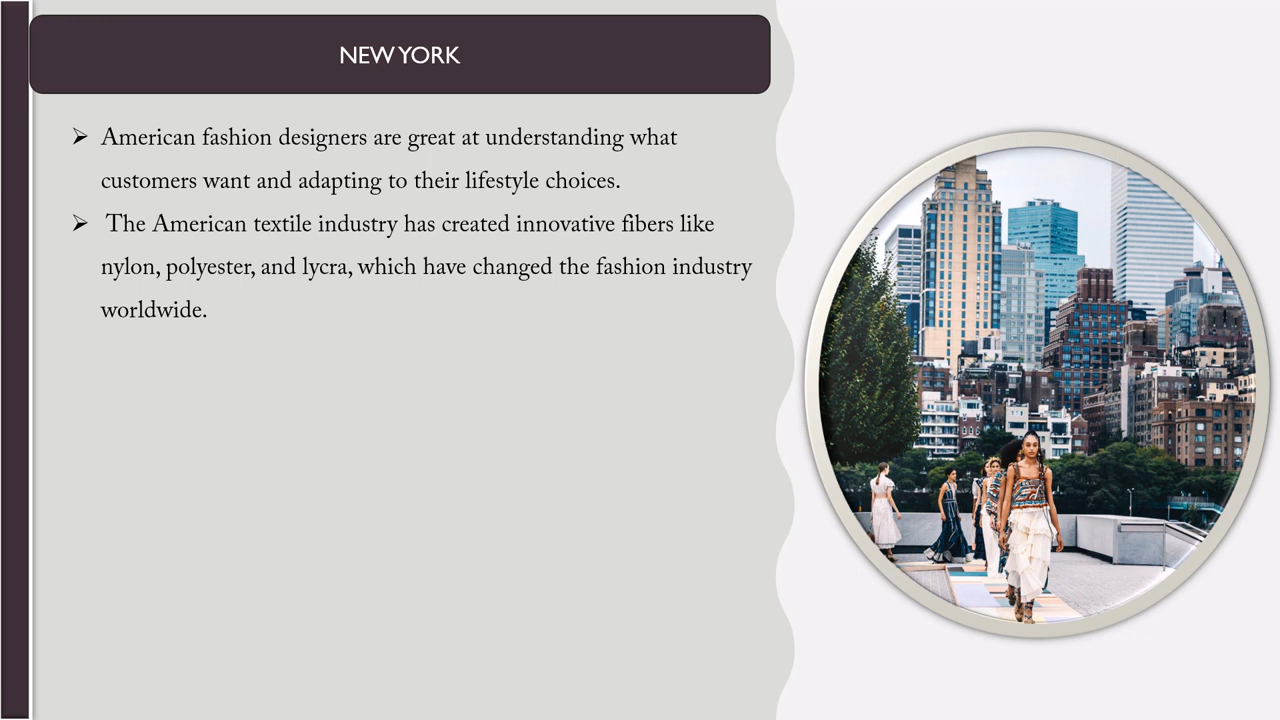 NEW YORK
➢ American fashion designers are great at understanding what
customers want and adapting to their lifestyle choices.
➢ The American textile industry has created innovative fibers like
nylon, polyester, and lycra, which have changed the fashion industry
worldwide.